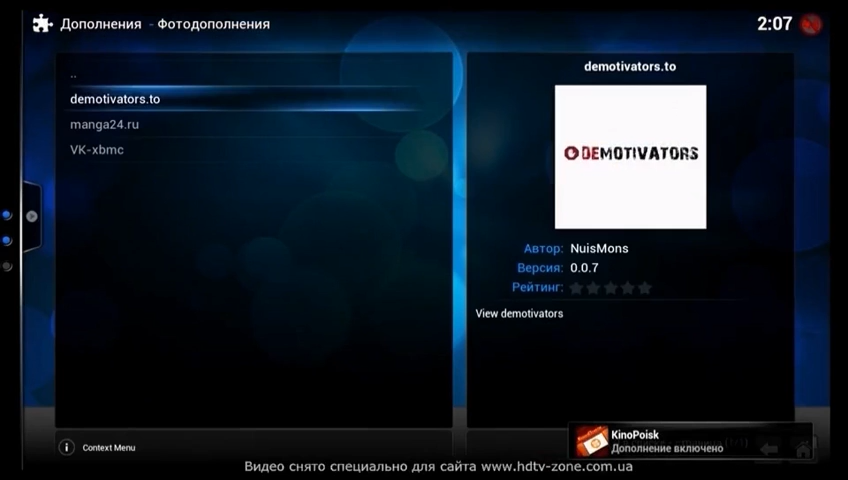 Дополнения - Фотодополнения
2:07
..
demotivators.to
manga24.ru
VK-xbmc
demotivators.to
DEMOTIVATORS
Автор: NuisMons
Версия: 0.0.7
Рейтинг:
View demotivators
Context Menu
KinoPoisk
Дополнение включено
Видео снято специально для сайта www.hdtv-zone.com.ua